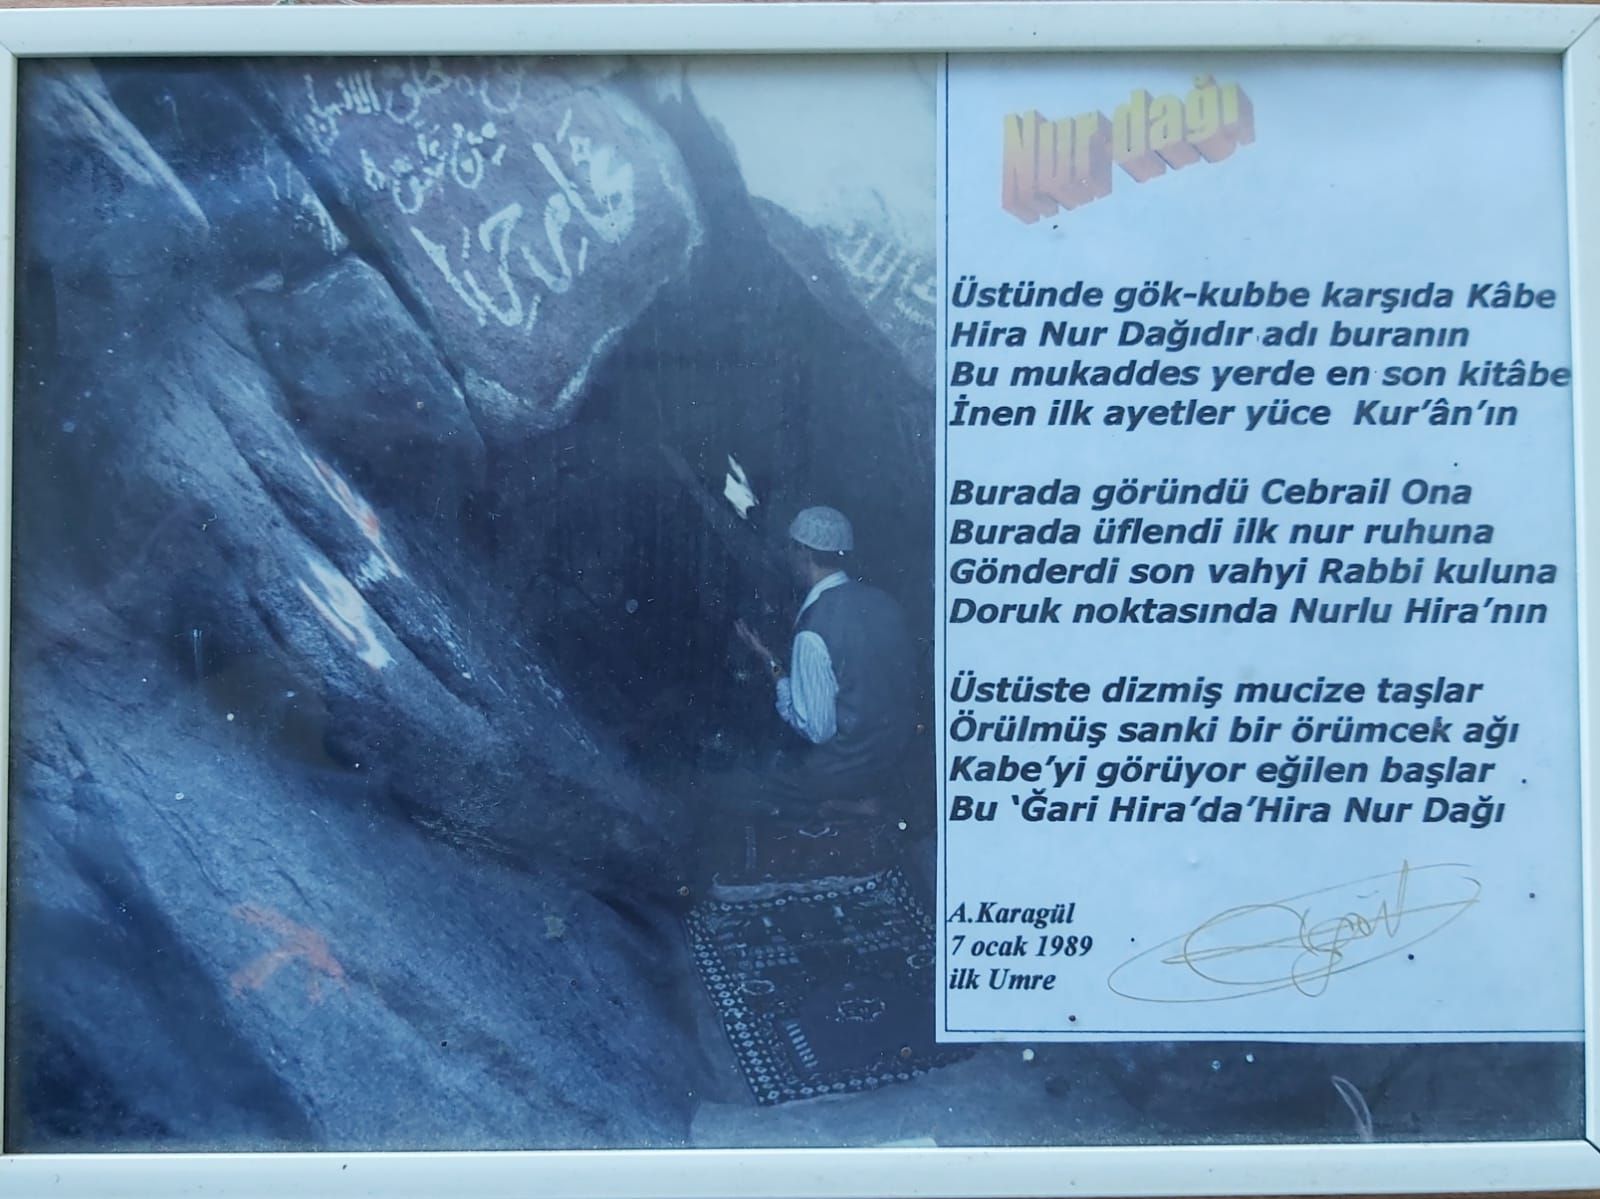 Nur dağı
Üstünde gök-kubbe karşıda Kâbe
Hira Nur Dağıdır adı buranın
Bu mukaddes yerde en son kitâbe
İnen ilk ayetler yüce Kur’ân’ın
Burada göründü Cebrail Ona
Burada üflendi ilk nur ruhuna
Gönderdi son vahyi Rabbi kuluna
Doruk noktasında Nurlu Hira’nın
Üstüste dizmiş mucize taşlar
Örülmüş sanki bir örümcek ağı
Kabe’yi görüyor eğilen başlar
Bu ‘Ğari Hira’da’Hira Nur Dağı
A.Karagül
7 ocak 1989
ilk Umre